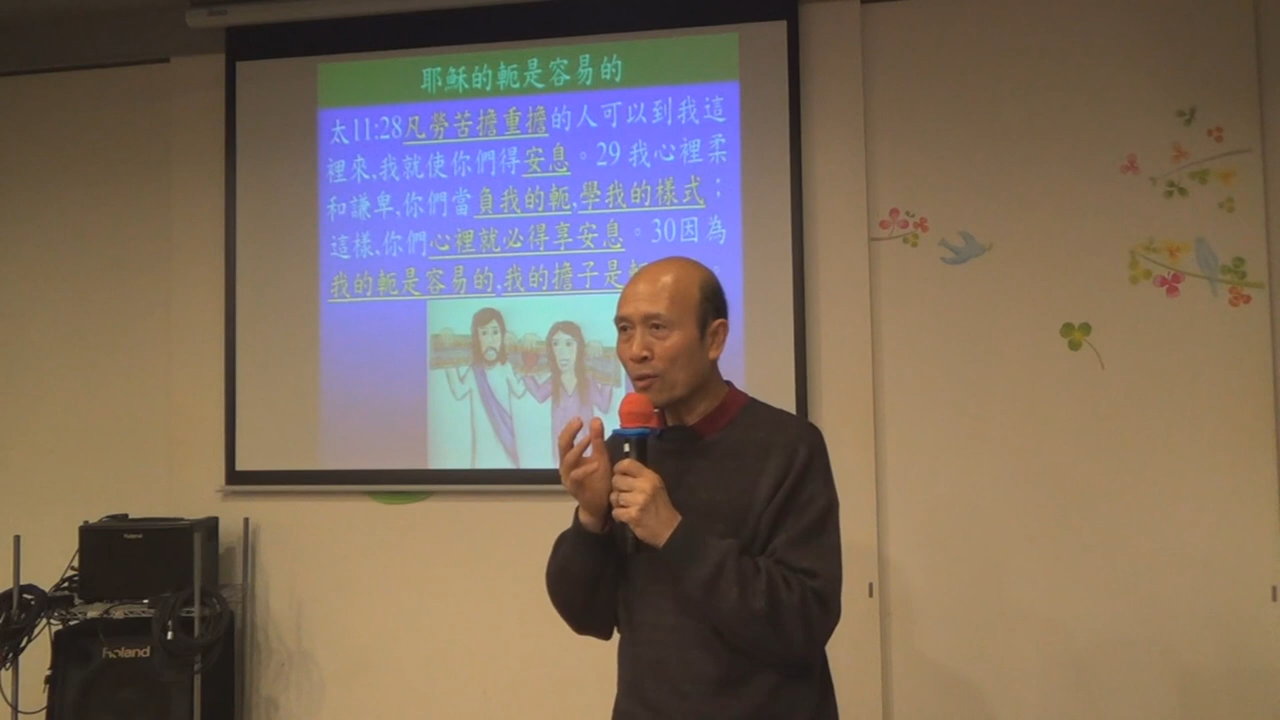 耶穌的軛是容易的
太11:28凡勞苦擔重擔的人可以到我這
裡來,我就使你們得安息。29 我心裡柔
和謙卑,你們當負我的軛,學我的樣式；
這樣,你們心裡就必得享安息。30因為
我的軛是容易的,我的擔子是
Roland
Roland